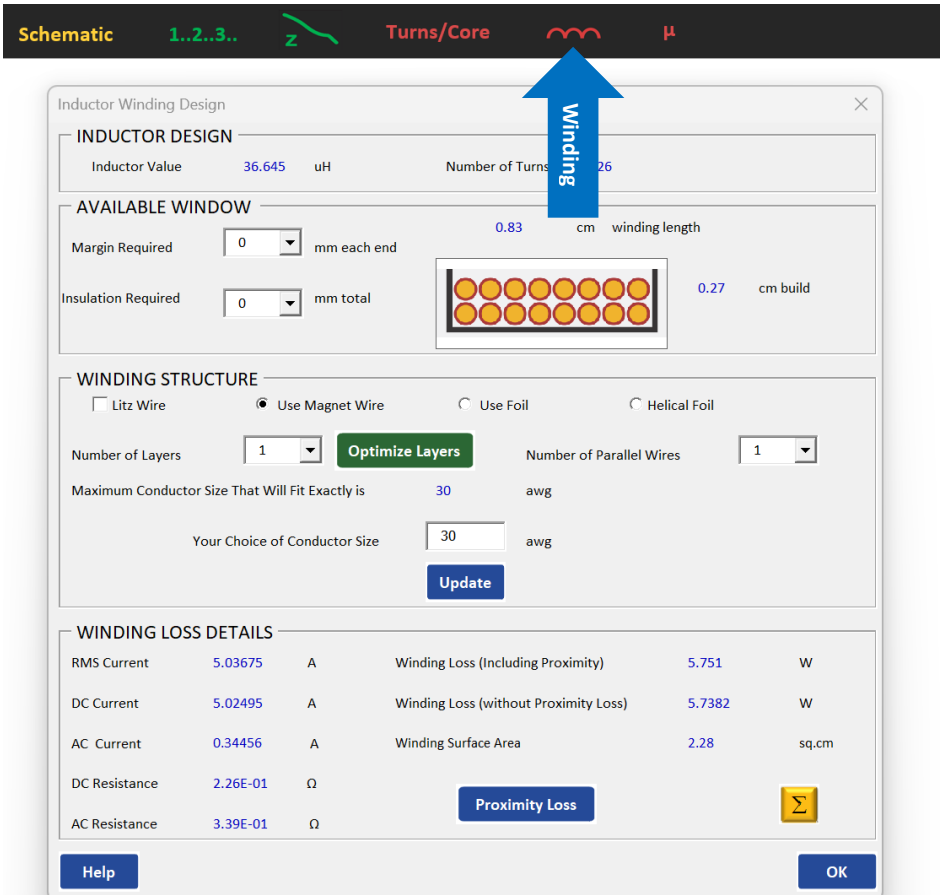 Schematic 1..2..3.. Z Turns/Core µ
Winding
Inductor Winding Design
INDUCTOR DESIGN
Inductor Value 36.645 uH Number of Turns 26
AVAILABLE WINDOW
0.83 cm winding length
Margin Required 0 mm each end
Insulation Required 0 mm total
0.27 cm build
WINDING STRUCTURE
Litz Wire Use Magnet Wire Use Foil Helical Foil
Number of Layers 1 Optimize Layers Number of Parallel Wires 1
Maximum Conductor Size That Will Fit Exactly is 30 awg
Your Choice of Conductor Size 30 awg
Update
WINDING LOSS DETAILS
RMS Current 5.03675 A Winding Loss (Including Proximity) 5.751 W
DC Current 5.02495 A Winding Loss (without Proximity Loss) 5.7382 W
AC Current 0.34456 A Winding Surface Area 2.28 sq.cm
DC Resistance 2.26E-01 Ω
Proximity Loss Σ
AC Resistance 3.39E-01 Ω
Help OK